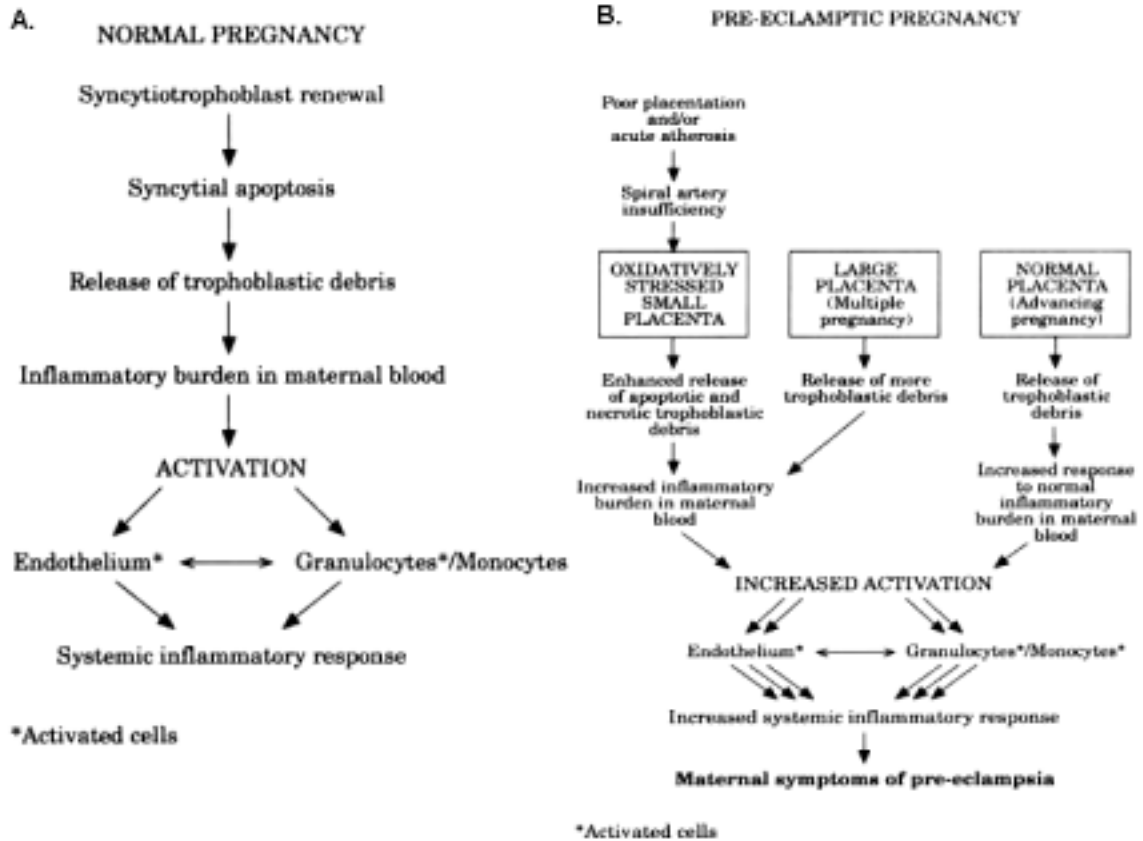 A.
NORMAL PREGNANCY
Syncytiotrophoblast renewal
Syncytial apoptosis
Release of trophoblastic debris
Inflammatory burden in maternal blood
ACTIVATION
Endothelium*
Granulocytes*/Monocytes
Systemic inflammatory response
*Activated cells
B.
PRE-ECLAMPTIC PREGNANCY
Poor placentation
and/or
acute atherosis
Spiral artery
insufficiency
OXIDATIVELY
STRESSED
SMALL
PLACENTA
LARGE
PLACENTA
(Multiple
pregnancy)
NORMAL
PLACENTA
(Advancing
pregnancy)
Enhanced release
of apoptotic and
necrotic trophoblastic
debris
Release of more
trophoblastic debris
Release of
trophoblastic
debris
Increased inflammatory
burden in maternal
blood
Increased response
to normal
inflammatory
burden in maternal
blood
INCREASED ACTIVATION
Endothelium*
Granulocytes*/Monocytes*
Increased systemic inflammatory response
Maternal symptoms of pre-eclampsia
*Activated cells